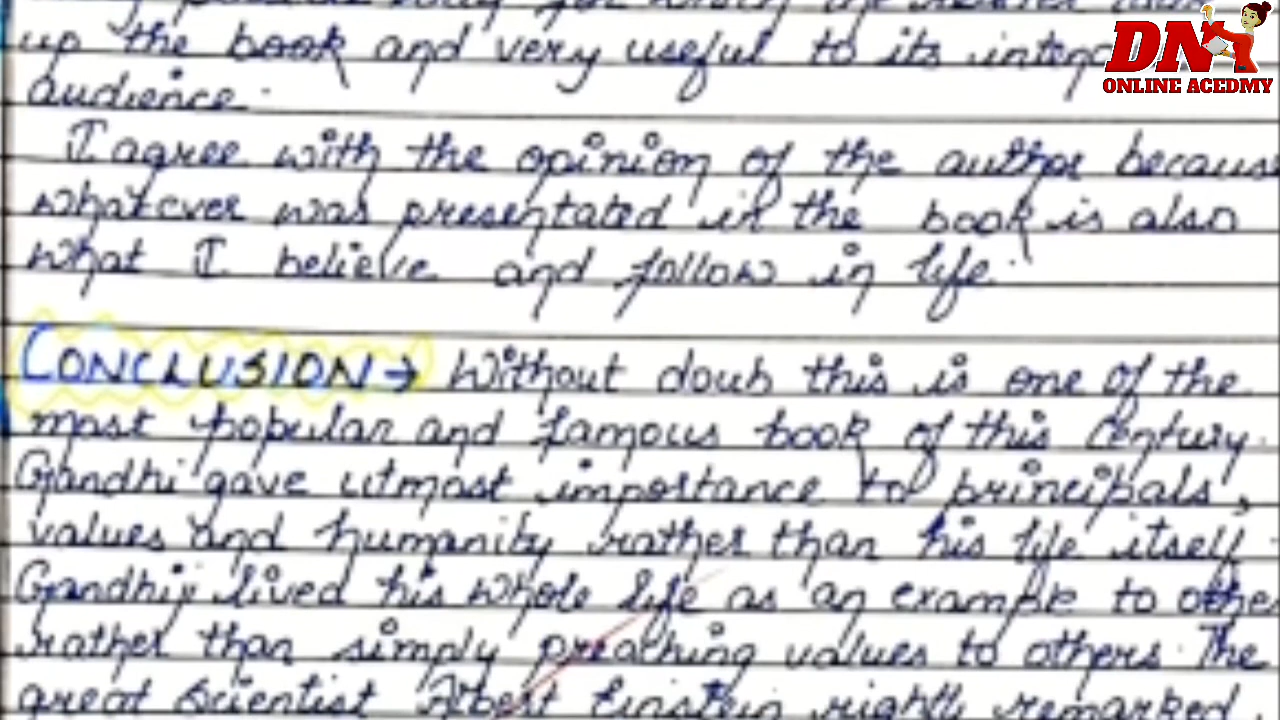 up the book and very useful to its
audience.
I agree with the opinion of the author because
whatever was presentated in the book is also
what I believe and follow in life.
CONCLUSION → Without doub this is one of the
most popular and famous book of this Century.
Gandhi gave utmost importance to principals,
values and humanity rather than his life itself.
Gandhiji lived his whole life as an example to other
rather than simply preaching values to others. The
great scientist Albert Einstein rightly remarked,
DNA
ONLINE ACEDMY